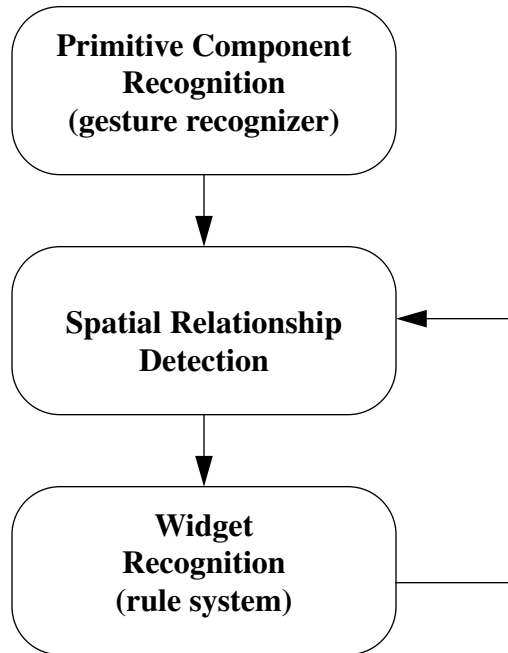 Primitive Component
Recognition
(gesture recognizer)
Spatial Relationship
Detection
Widget
Recognition
(rule system)